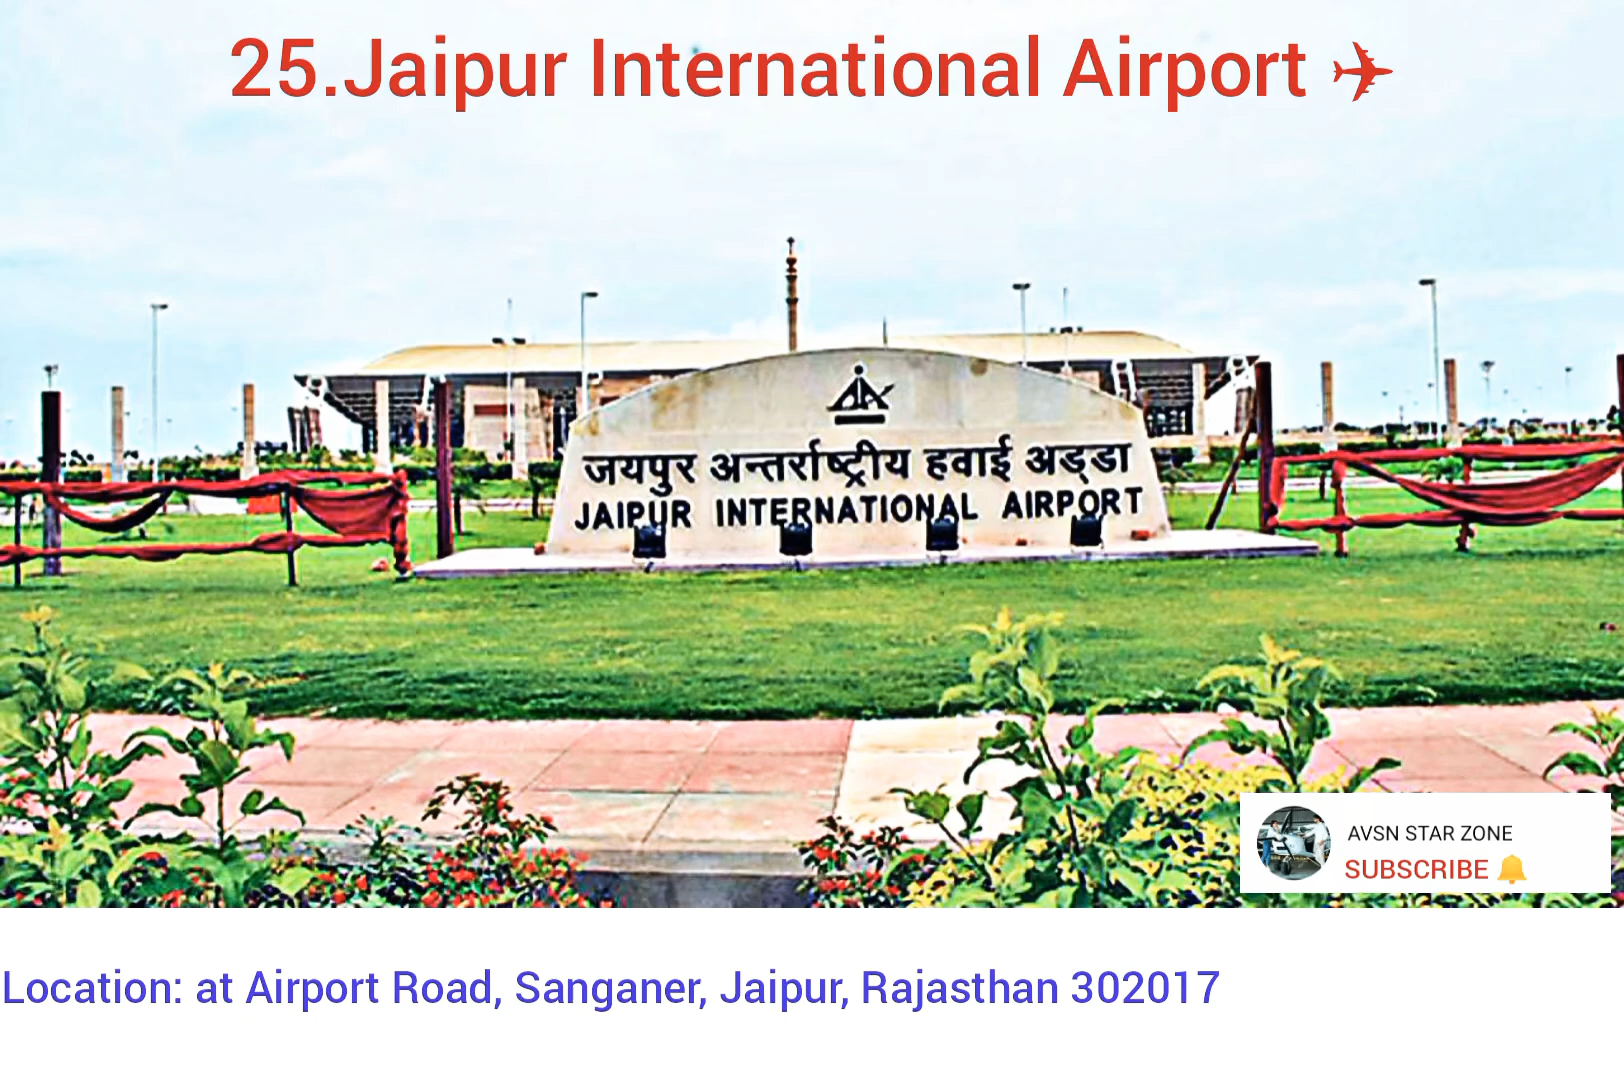 25.Jaipur International Airport ✈
जयपुर अन्तर्राष्ट्रीय हवाई अड्डा
JAIPUR INTERNATIONAL AIRPORT
AVSN STAR ZONE
SUBSCRIBE 🔔
Location: at Airport Road, Sanganer, Jaipur, Rajasthan 302017